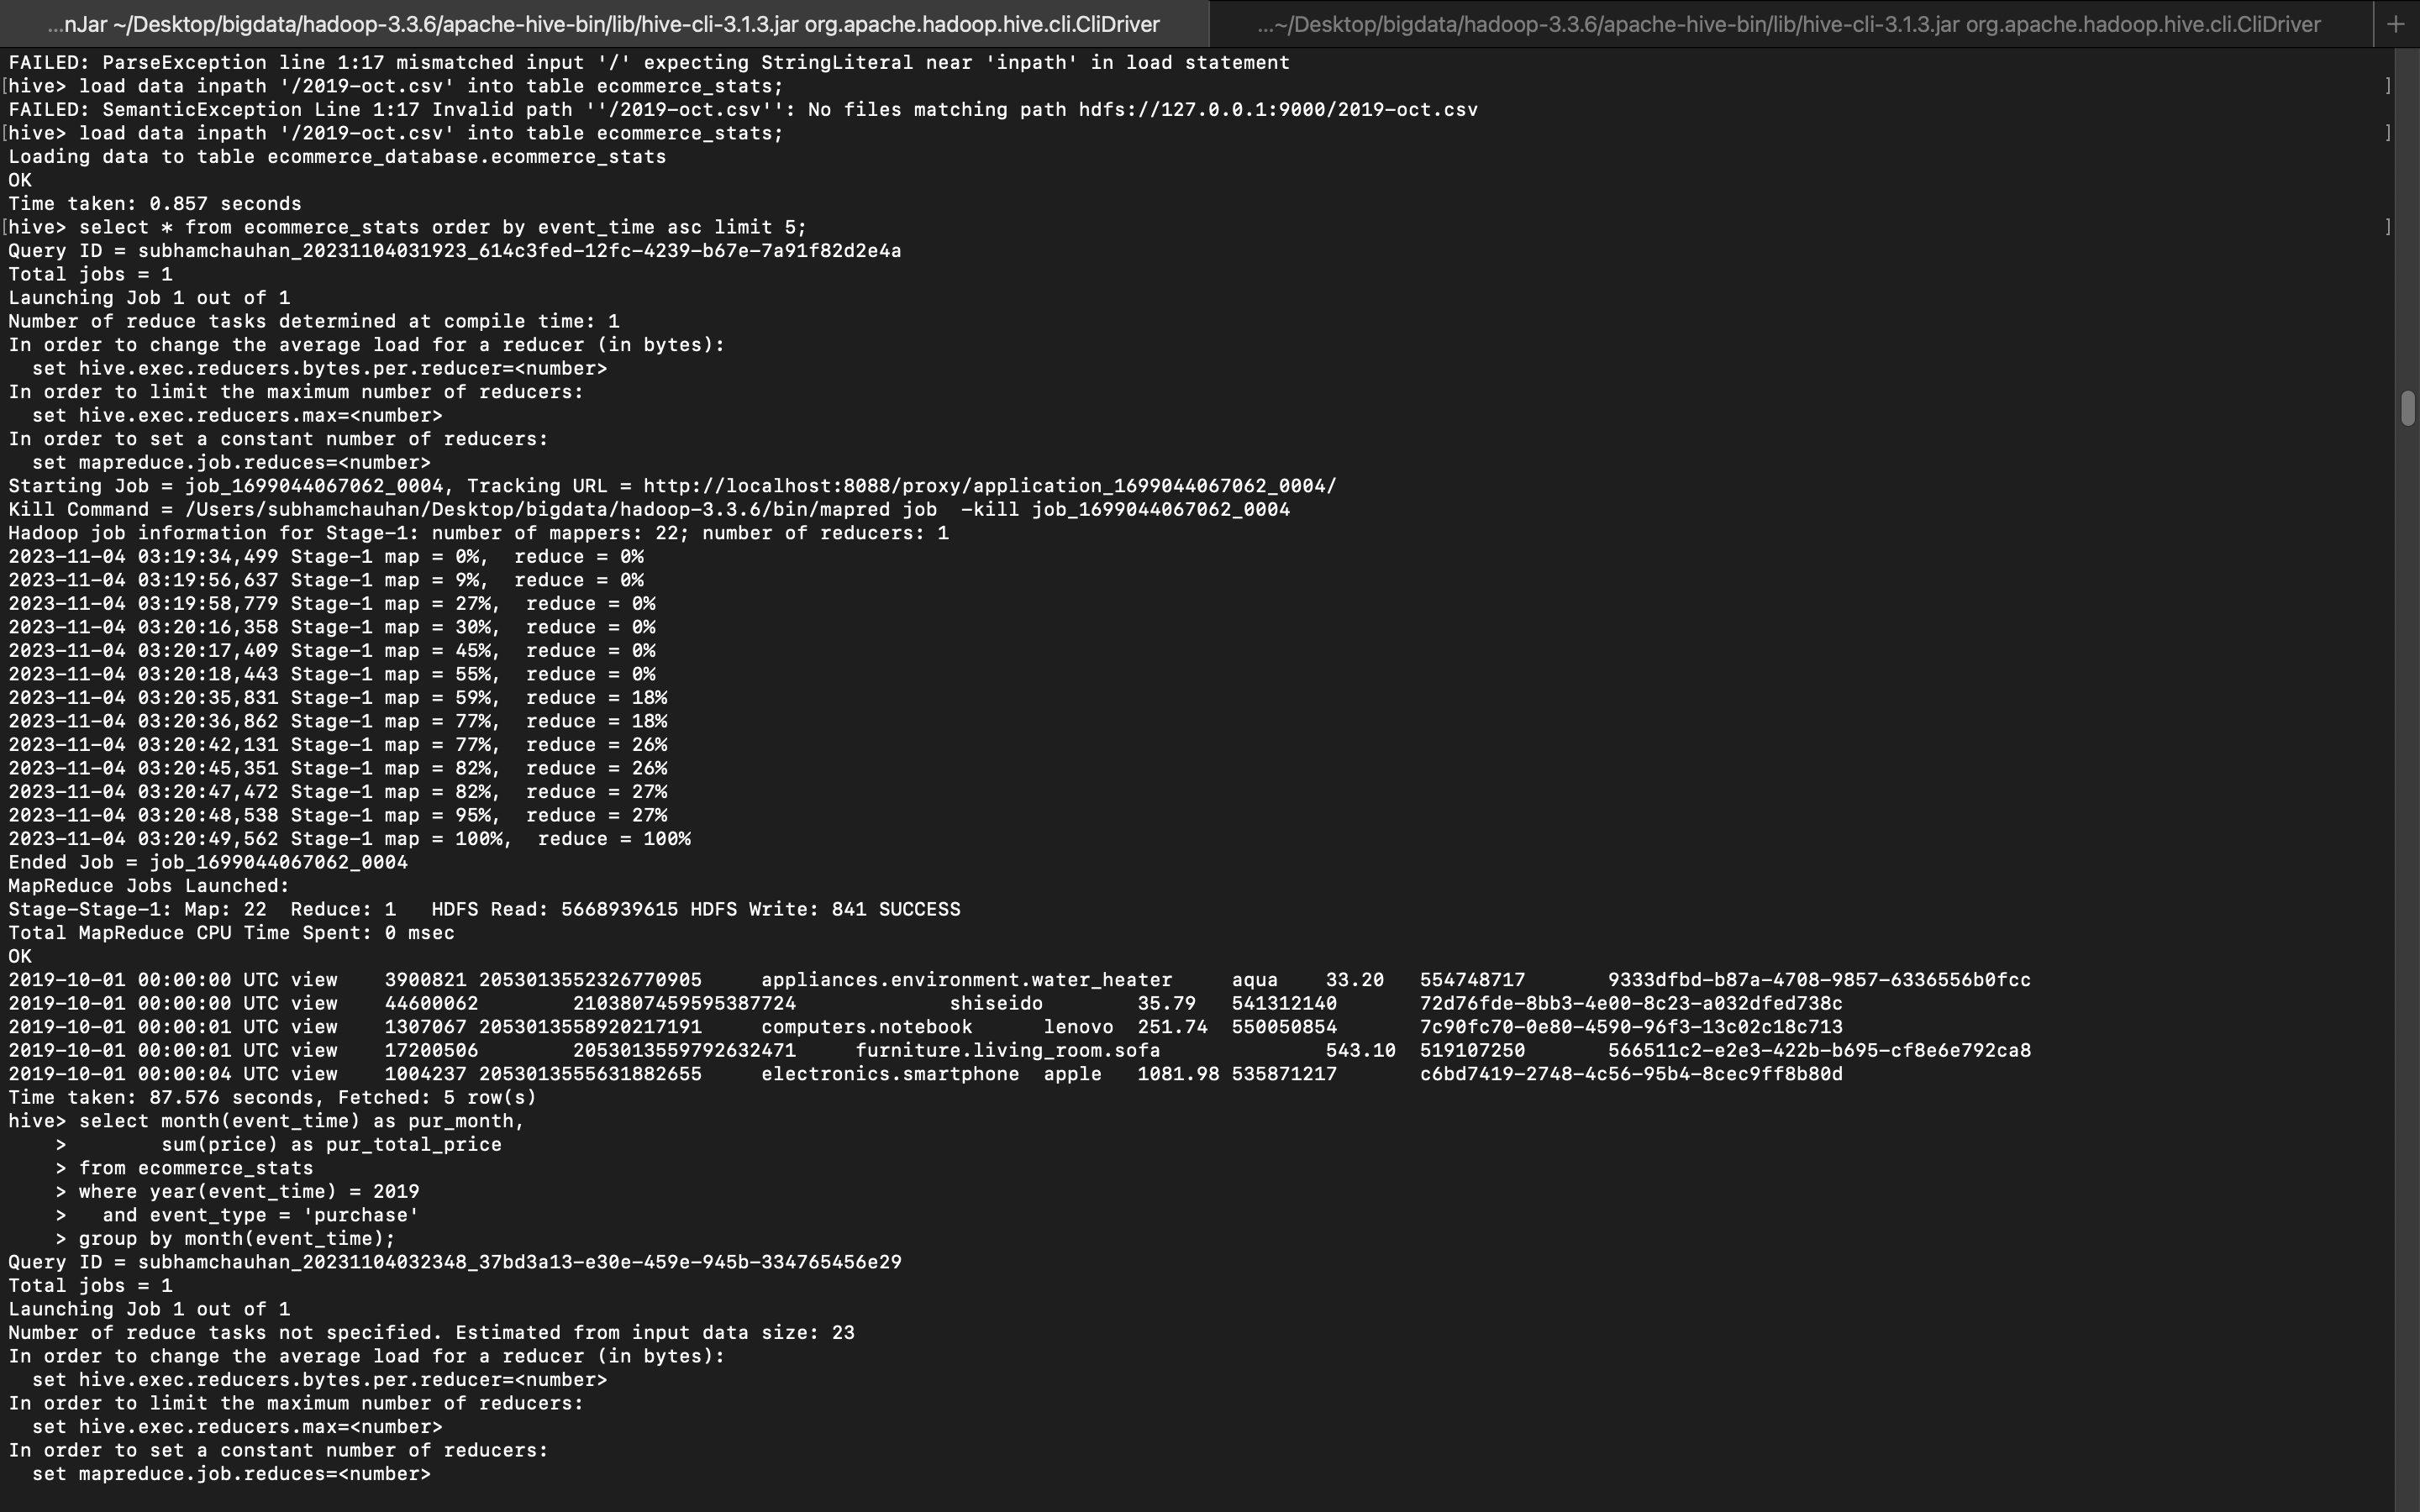 ...nJar ~/Desktop/bigdata/hadoop-3.3.6/apache-hive-bin/lib/hive-cli-3.1.3.jar org.apache.hadoop.hive.cli.CliDriver
...~/Desktop/bigdata/hadoop-3.3.6/apache-hive-bin/lib/hive-cli-3.1.3.jar org.apache.hadoop.hive.cli.CliDriver +
FAILED: ParseException line 1:17 mismatched input '/' expecting StringLiteral near 'inpath' in load statement
[hive> load data inpath '/2019-oct.csv' into table ecommerce_stats; ]
FAILED: SemanticException Line 1:17 Invalid path ''/2019-oct.csv'': No files matching path hdfs://127.0.0.1:9000/2019-oct.csv
[hive> load data inpath '/2019-oct.csv' into table ecommerce_stats; ]
Loading data to table ecommerce_database.ecommerce_stats
OK
Time taken: 0.857 seconds
[hive> select * from ecommerce_stats order by event_time asc limit 5; ]
Query ID = subhamchauhan_20231104031923_614c3fed-12fc-4239-b67e-7a91f82d2e4a
Total jobs = 1
Launching Job 1 out of 1
Number of reduce tasks determined at compile time: 1
In order to change the average load for a reducer (in bytes):
  set hive.exec.reducers.bytes.per.reducer=<number>
In order to limit the maximum number of reducers:
  set hive.exec.reducers.max=<number>
In order to set a constant number of reducers:
  set mapreduce.job.reduces=<number>
Starting Job = job_1699044067062_0004, Tracking URL = http://localhost:8088/proxy/application_1699044067062_0004/
Kill Command = /Users/subhamchauhan/Desktop/bigdata/hadoop-3.3.6/bin/mapred job  -kill job_1699044067062_0004
Hadoop job information for Stage-1: number of mappers: 22; number of reducers: 1
2023-11-04 03:19:34,499 Stage-1 map = 0%,  reduce = 0%
2023-11-04 03:19:56,637 Stage-1 map = 9%,  reduce = 0%
2023-11-04 03:19:58,779 Stage-1 map = 27%,  reduce = 0%
2023-11-04 03:20:16,358 Stage-1 map = 30%,  reduce = 0%
2023-11-04 03:20:17,409 Stage-1 map = 45%,  reduce = 0%
2023-11-04 03:20:18,443 Stage-1 map = 55%,  reduce = 0%
2023-11-04 03:20:35,831 Stage-1 map = 59%,  reduce = 18%
2023-11-04 03:20:36,862 Stage-1 map = 77%,  reduce = 18%
2023-11-04 03:20:42,131 Stage-1 map = 77%,  reduce = 26%
2023-11-04 03:20:45,351 Stage-1 map = 82%,  reduce = 26%
2023-11-04 03:20:47,472 Stage-1 map = 82%,  reduce = 27%
2023-11-04 03:20:48,538 Stage-1 map = 95%,  reduce = 27%
2023-11-04 03:20:49,562 Stage-1 map = 100%,  reduce = 100%
Ended Job = job_1699044067062_0004
MapReduce Jobs Launched:
Stage-Stage-1: Map: 22  Reduce: 1   HDFS Read: 5668939615 HDFS Write: 841 SUCCESS
Total MapReduce CPU Time Spent: 0 msec
OK
2019-10-01 00:00:00 UTC view    3900821 2053013552326770905     appliances.environment.water_heater     aqua    33.20   554748717       9333dfbd-b87a-4708-9857-6336556b0fcc
2019-10-01 00:00:00 UTC view    44600062        2103807459595387724             shiseido        35.79   541312140       72d76fde-8bb3-4e00-8c23-a032dfed738c
2019-10-01 00:00:01 UTC view    1307067 2053013558920217191     computers.notebook      lenovo  251.74  550050854       7c90fc70-0e80-4590-96f3-13c02c18c713
2019-10-01 00:00:01 UTC view    17200506        2053013559792632471     furniture.living_room.sofa              543.10  519107250       566511c2-e2e3-422b-b695-cf8e6e792ca8
2019-10-01 00:00:04 UTC view    1004237 2053013555631882655     electronics.smartphone  apple   1081.98 535871217       c6bd7419-2748-4c56-95b4-8cec9ff8b80d
Time taken: 87.576 seconds, Fetched: 5 row(s)
hive> select month(event_time) as pur_month,
    >        sum(price) as pur_total_price
    > from ecommerce_stats
    > where year(event_time) = 2019
    >   and event_type = 'purchase'
    > group by month(event_time);
Query ID = subhamchauhan_20231104032348_37bd3a13-e30e-459e-945b-334765456e29
Total jobs = 1
Launching Job 1 out of 1
Number of reduce tasks not specified. Estimated from input data size: 23
In order to change the average load for a reducer (in bytes):
  set hive.exec.reducers.bytes.per.reducer=<number>
In order to limit the maximum number of reducers:
  set hive.exec.reducers.max=<number>
In order to set a constant number of reducers:
  set mapreduce.job.reduces=<number>